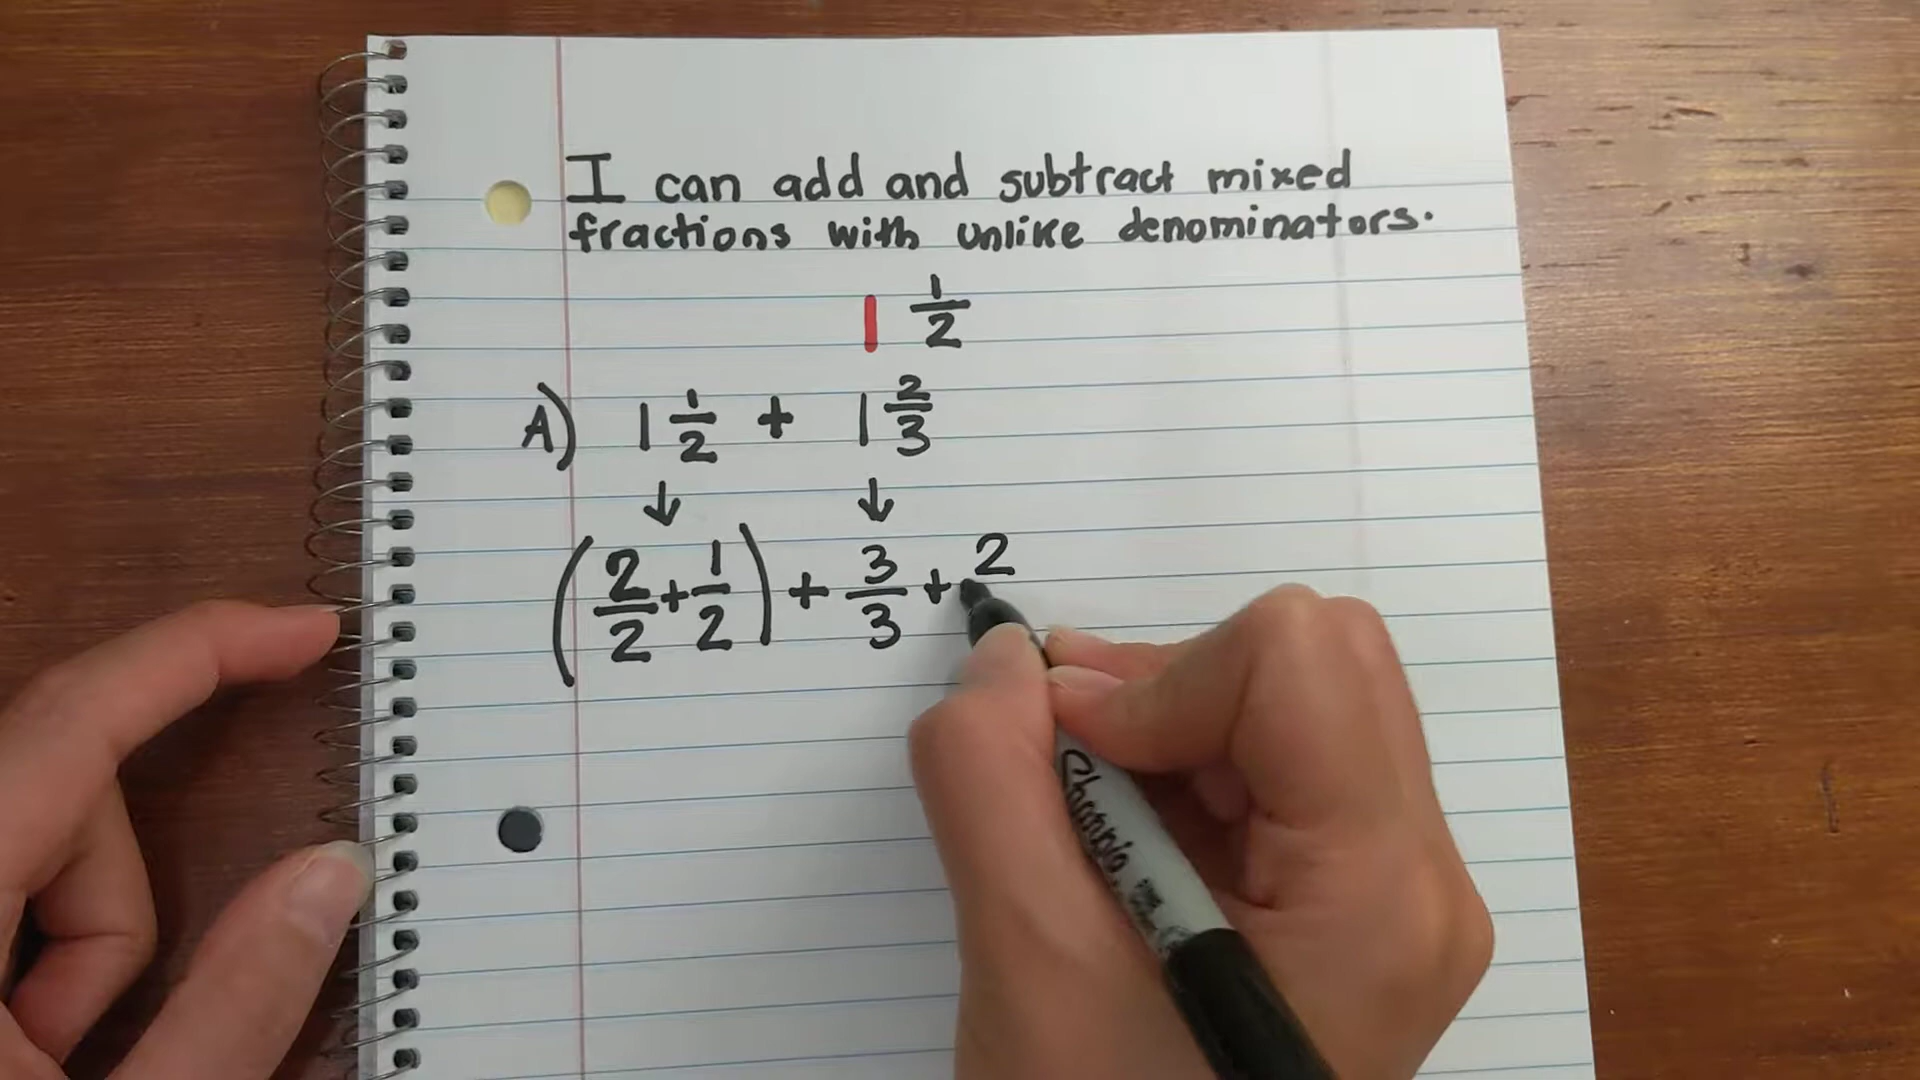 I can add and subtract mixed
fractions with unlike denominators.
1 1/2
A) 1 1/2 + 1 2/3
↓ ↓
(2/2 + 1/2) + 3/3 + 2
Sharpie